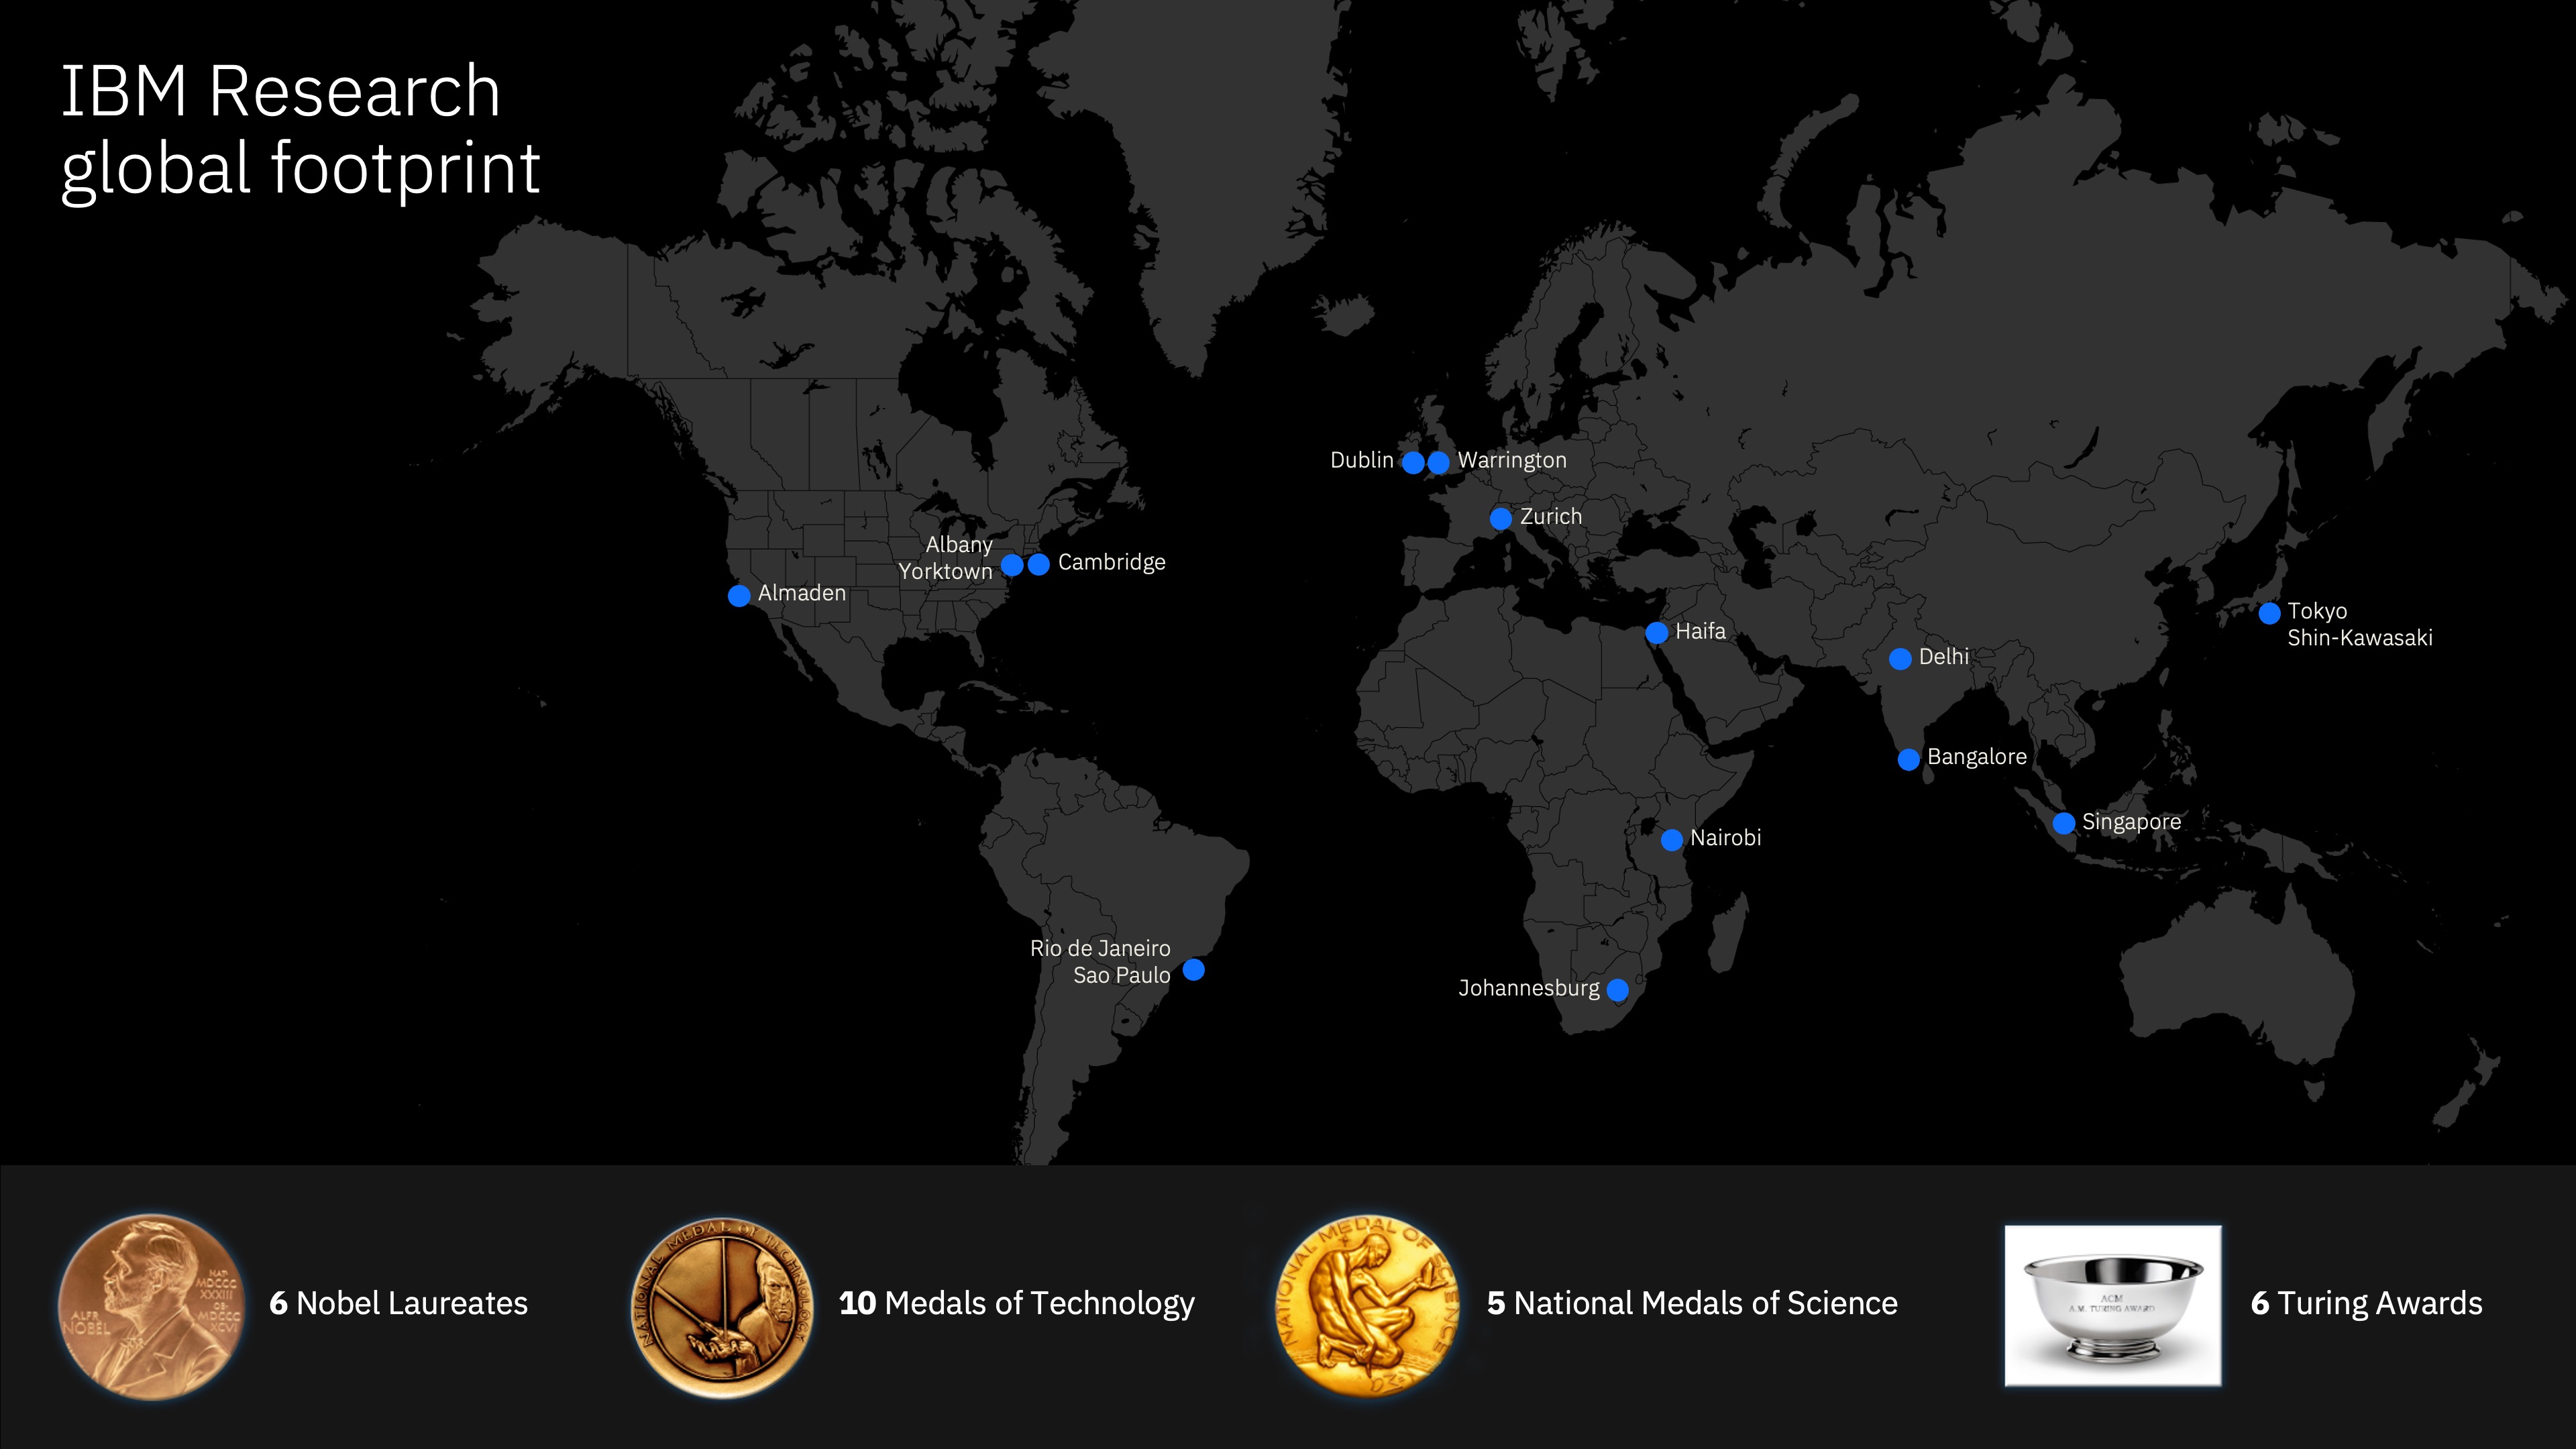 IBM Research
global footprint
Dublin
Warrington
Zurich
Albany
Yorktown
Cambridge
Almaden
Haifa
Tokyo
Shin-Kawasaki
Delhi
Bangalore
Singapore
Nairobi
Rio de Janeiro
Sao Paulo
Johannesburg
ALFR
NOBEL
NAT
MDCCC
XXXIII
OB
MDCCC
XCVI
6 Nobel Laureates
NATIONAL MEDAL OF TECHNOLOGY
10 Medals of Technology
NATIONAL MEDAL OF SCIENCE
5 National Medals of Science
ACM
A.M. TURING AWARD
6 Turing Awards